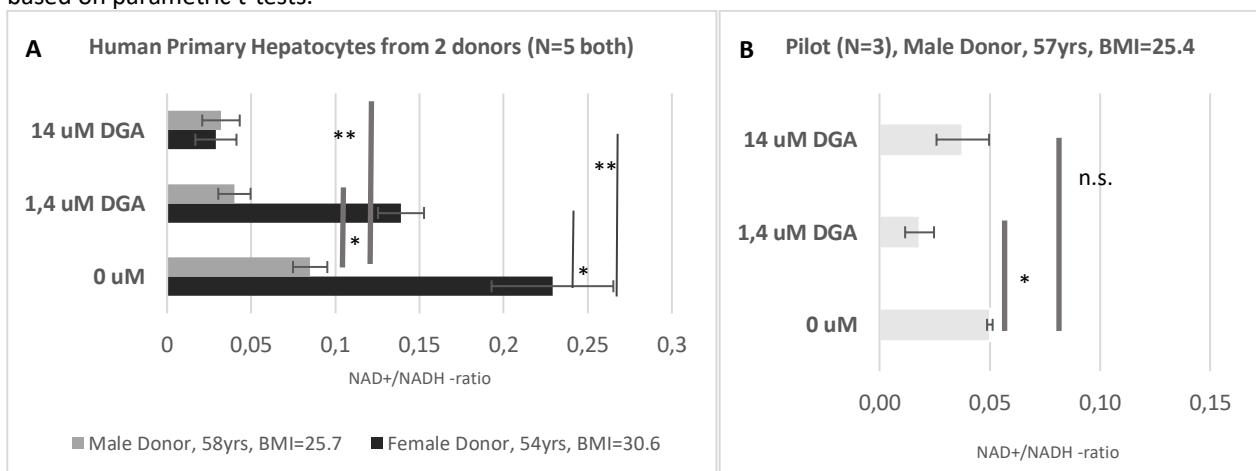 based on parametric t-tests.
A Human Primary Hepatocytes from 2 donors (N=5 both)
14 uM DGA
**
**
1,4 uM DGA
*
*
0 uM
0 0,05 0,1 0,15 0,2 0,25 0,3
NAD+/NADH -ratio
Male Donor, 58yrs, BMI=25.7 Female Donor, 54yrs, BMI=30.6
B Pilot (N=3), Male Donor, 57yrs, BMI=25.4
14 uM DGA
n.s.
1,4 uM DGA
*
0 uM
0,00 0,05 0,10 0,15
NAD+/NADH -ratio